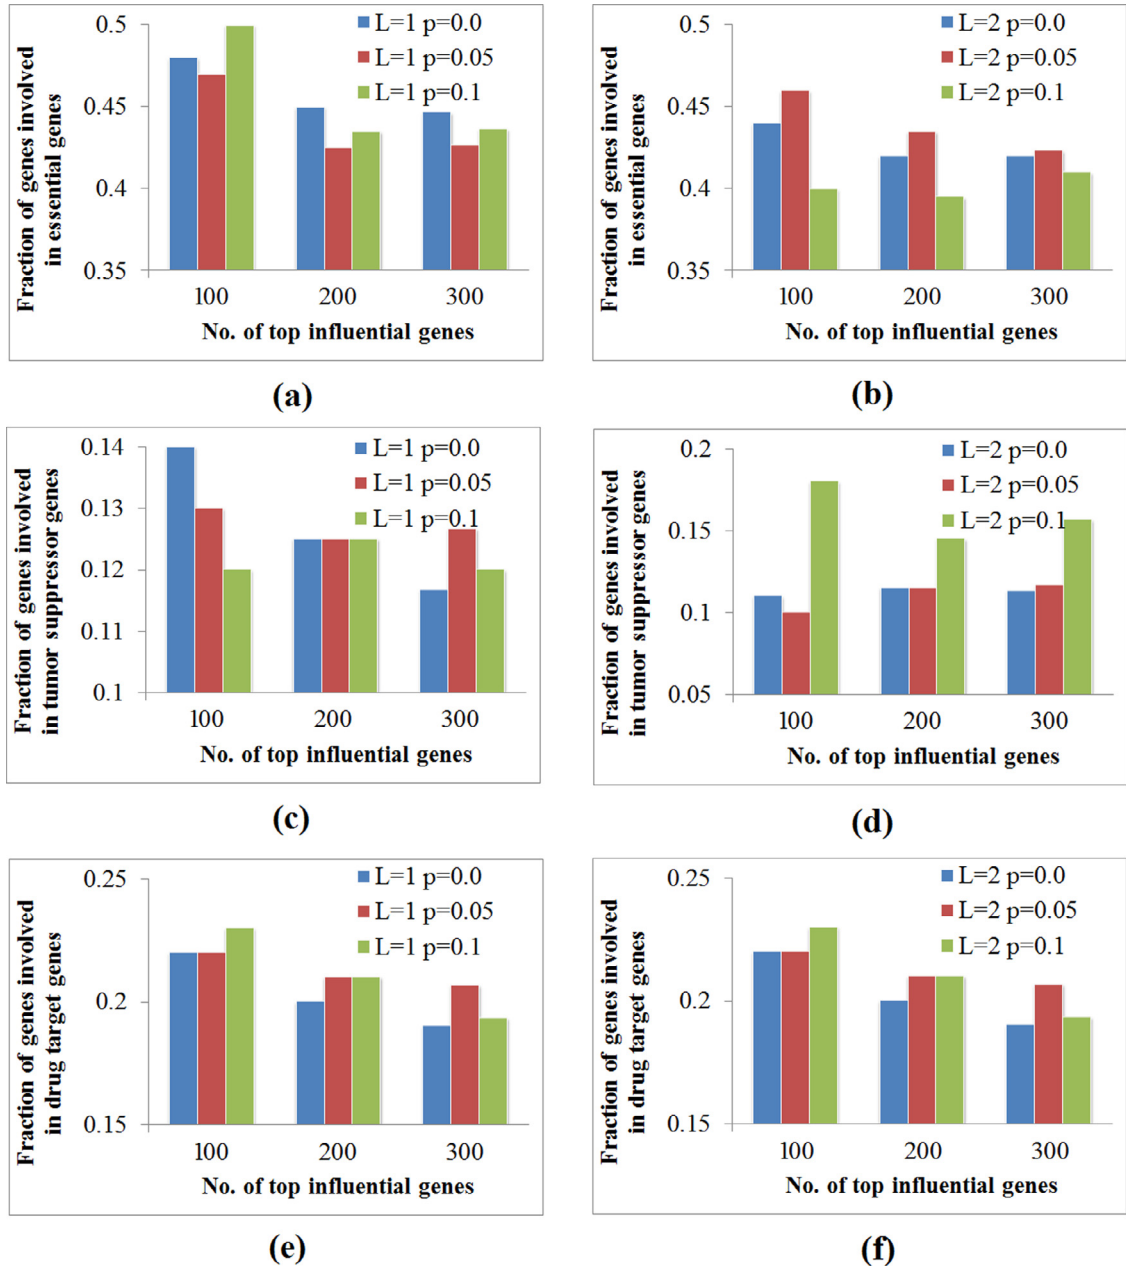 Fraction of genes involved
in essential genes
0.5
0.45
0.4
0.35
L=1 p=0.0
L=1 p=0.05
L=1 p=0.1
100 200 300
No. of top influential genes
(a)
Fraction of genes involved
in essential genes
0.5
0.45
0.4
0.35
L=2 p=0.0
L=2 p=0.05
L=2 p=0.1
100 200 300
No. of top influential genes
(b)
Fraction of genes involved
in tumor suppressor genes
0.14
0.13
0.12
0.11
0.1
L=1 p=0.0
L=1 p=0.05
L=1 p=0.1
100 200 300
No. of top influential genes
(c)
Fraction of genes involved
in tumor suppressor genes
0.2
0.15
0.1
0.05
L=2 p=0.0
L=2 p=0.05
L=2 p=0.1
100 200 300
No. of top influential genes
(d)
Fraction of genes involved
in drug target genes
0.25
0.2
0.15
L=1 p=0.0
L=1 p=0.05
L=1 p=0.1
100 200 300
No. of top influential genes
(e)
Fraction of genes involved
in drug target genes
0.25
0.2
0.15
L=2 p=0.0
L=2 p=0.05
L=2 p=0.1
100 200 300
No. of top influential genes
(f)